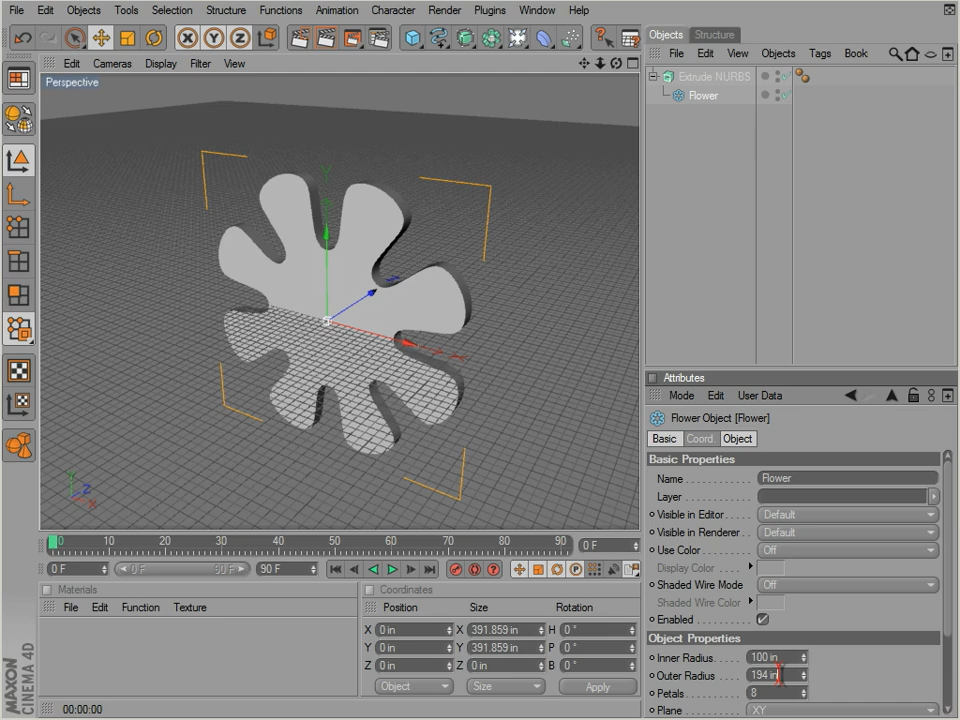 File Edit Objects Tools Selection Structure Functions Animation Character Render Plugins Window Help
Edit Cameras Display Filter View
Perspective
Y
Y
Z
X
0 10 20 30 40 50 60 70 80 90 0 F
0 F 0 F 90 F 90 F
Materials
File Edit Function Texture
Coordinates
Position Size Rotation
X 0 in X 391.859 in H 0 °
Y 0 in Y 391.859 in P 0 °
Z 0 in Z 0 in B 0 °
Object Size Apply
00:00:00
MAXON
CINEMA 4D
Objects Structure
File Edit View Objects Tags Book
Extrude NURBS
Flower
Attributes
Mode Edit User Data
Flower Object [Flower]
Basic Coord Object
Basic Properties
Name Flower
Layer
Visible in Editor Default
Visible in Renderer Default
Use Color Off
Display Color
Shaded Wire Mode Off
Shaded Wire Color
Enabled
Object Properties
Inner Radius 100 in
Outer Radius 194 in
Petals 8
Plane XY